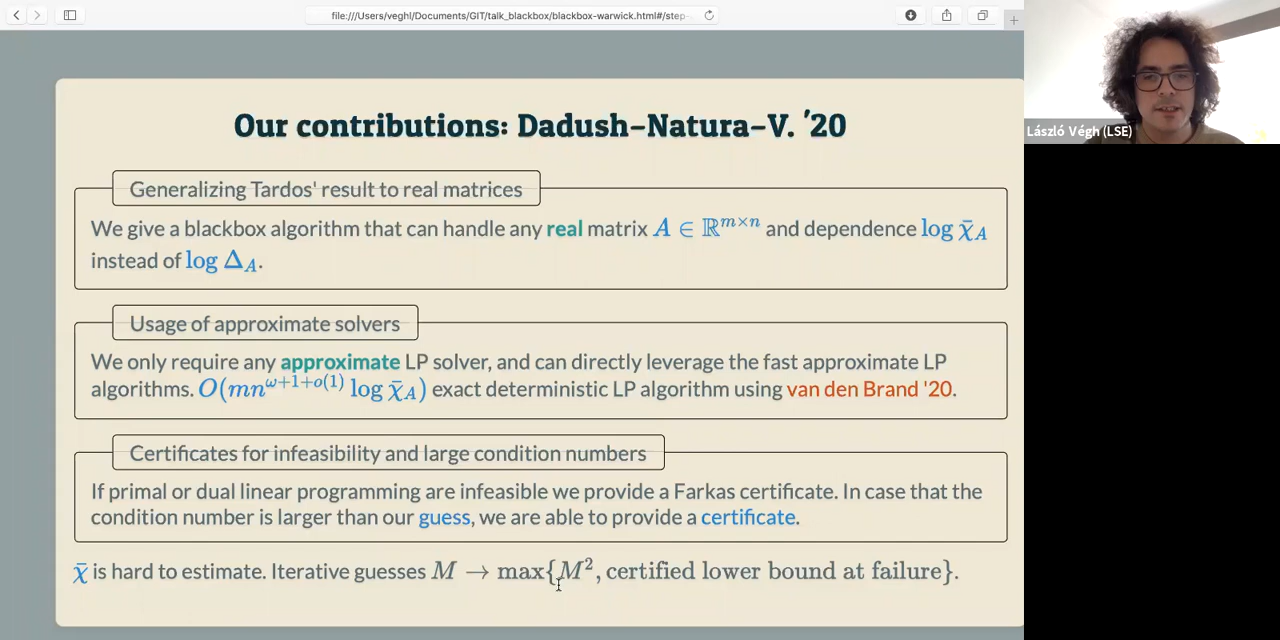 file:///Users/veghl/Documents/GIT/talk_blackbox/blackbox-warwick.html#/step-
László Végh (LSE)
Our contributions: Dadush–Natura–V. '20
Generalizing Tardos' result to real matrices
We give a blackbox algorithm that can handle any real matrix A ∈ ℝ^{m×n} and dependence log χ̄_A
instead of log Δ_A.
Usage of approximate solvers
We only require any approximate LP solver, and can directly leverage the fast approximate LP
algorithms. O(mn^{ω+1+o(1)} log χ̄_A) exact deterministic LP algorithm using van den Brand '20.
Certificates for infeasibility and large condition numbers
If primal or dual linear programming are infeasible we provide a Farkas certificate. In case that the
condition number is larger than our guess, we are able to provide a certificate.
χ̄ is hard to estimate. Iterative guesses M → max{M², certified lower bound at failure}.